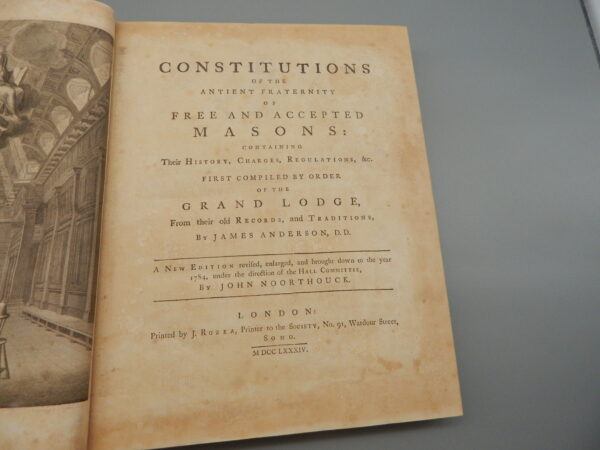 CONSTITUTIONS
OF THE
ANTIENT FRATERNITY
OF
FREE AND ACCEPTED
MASONS:
CONTAINING
Their HISTORY, CHARGES, REGULATIONS, &c.
FIRST COMPILED BY ORDER
OF THE
GRAND LODGE,
From their old RECORDS, and TRADITIONS,
By JAMES ANDERSON, D.D.
A NEW EDITION revised, enlarged, and brought down to the year
1784, under the direction of the HALL COMMITTEE,
BY JOHN NOORTHOUCK.
LONDON:
Printed by J. ROZEA, Printer to the SOCIETY, No. 91, Wardour Street,
SOHO.
MDCCLXXXIV.